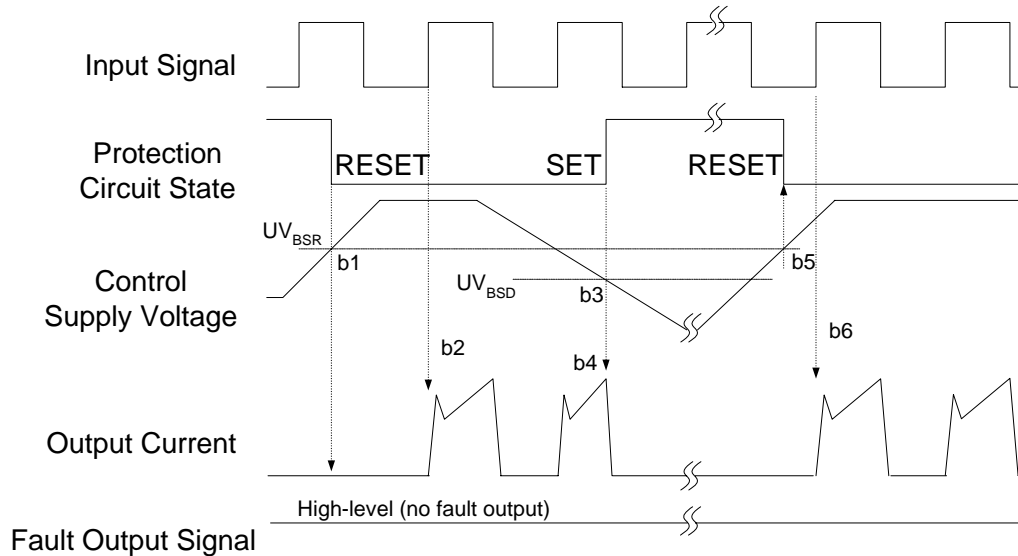 Input Signal
Protection
Circuit State
RESET
SET
RESET
UVBSR
b1
b5
Control
Supply Voltage
UVBSD
b3
b2
b4
b6
Output Current
High-level (no fault output)
Fault Output Signal